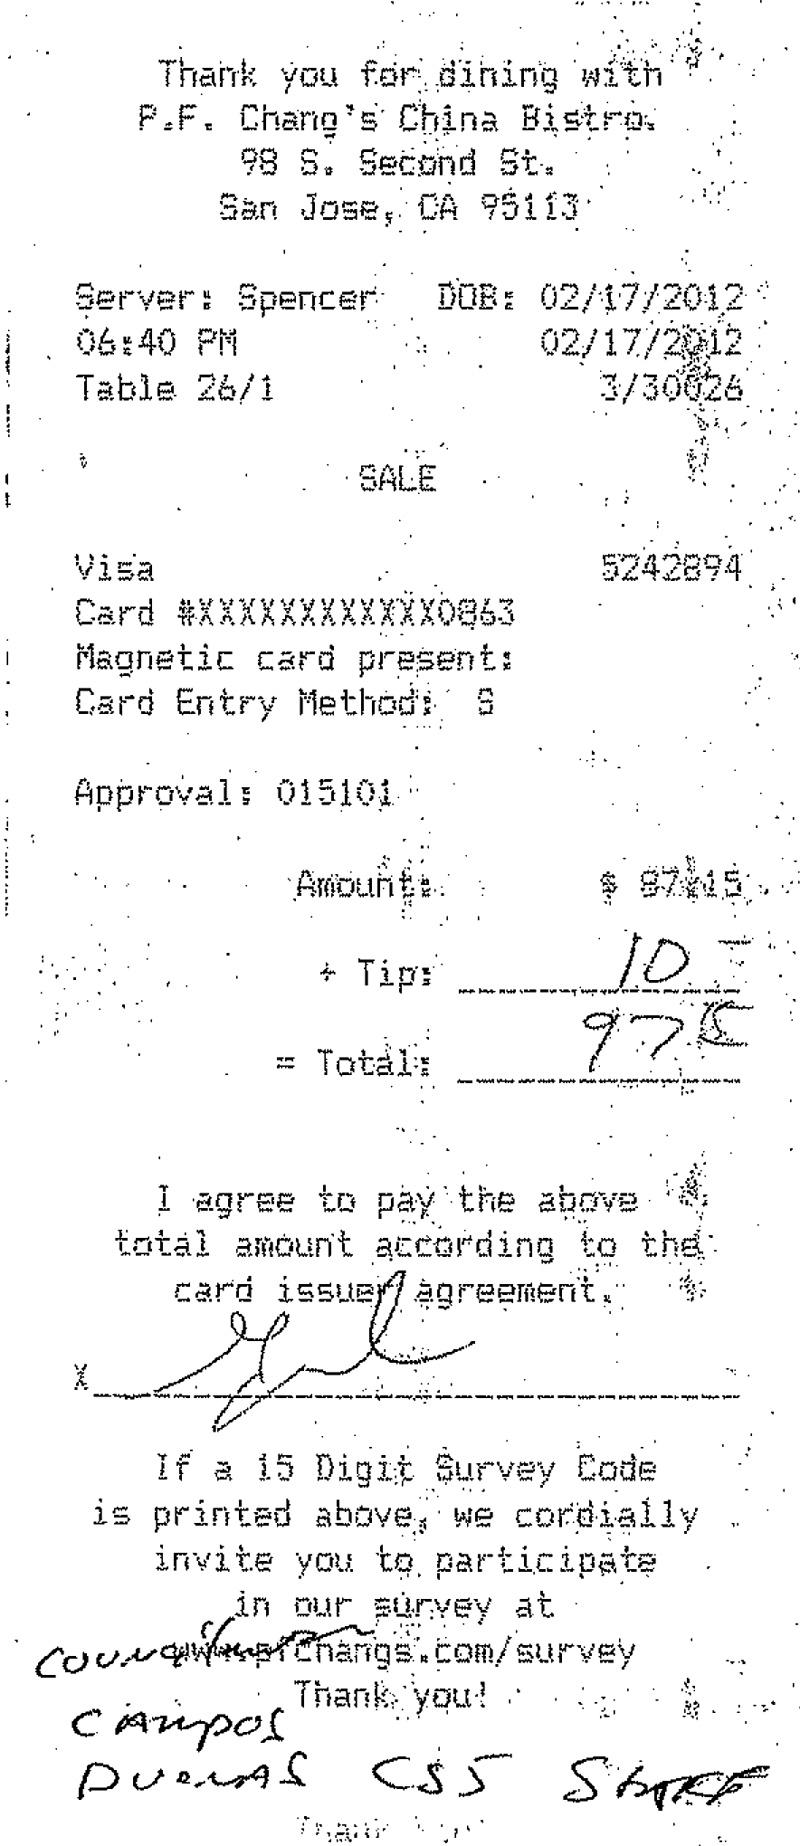 Thank you for dining with
P.F. Chang's China Bistro.
98 S. Second St.
San Jose, CA 95113
Server: Spencer DOB: 02/17/2012
06:40 PM 02/17/2012
Table 26/1 3/30026
SALE
Visa 5242894
Card #XXXXXXXXXXXX0863
Magnetic card present:
Card Entry Method: S
Approval: 015101
Amount: $ 87.15
+ Tip: 10 -
= Total: 97 15
I agree to pay the above
total amount according to the
card issuer agreement.
X
If a 15 Digit Survey Code
is printed above, we cordially
invite you to participate
in our survey at
www.pfchangs.com/survey
Thank you!
Campos
Duenas CS5 Staff